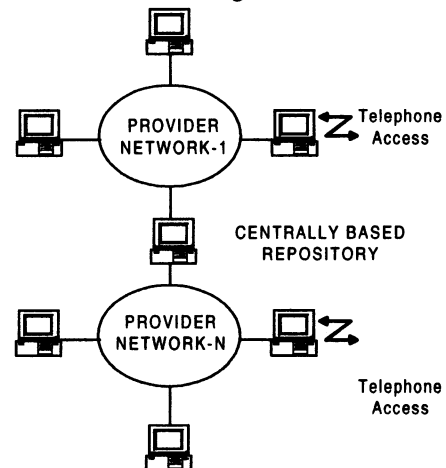 PROVIDER
NETWORK-1
Telephone
Access
CENTRALLY BASED
REPOSITORY
PROVIDER
NETWORK-N
Telephone
Access